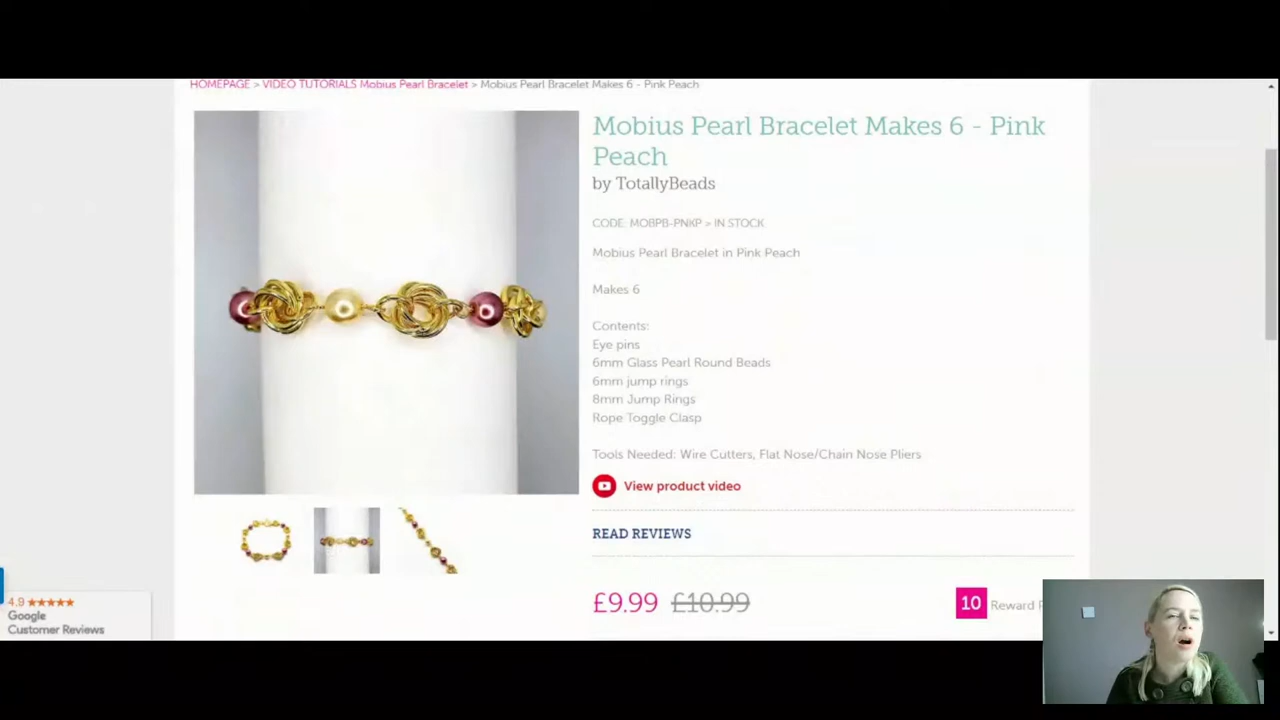 HOMEPAGE > VIDEO TUTORIALS Mobius Pearl Bracelet > Mobius Pearl Bracelet Makes 6 - Pink Peach
Mobius Pearl Bracelet Makes 6 - Pink
Peach
by TotallyBeads
CODE: MOBPB-PNKP > IN STOCK
Mobius Pearl Bracelet in Pink Peach
Makes 6
Contents:
Eye pins
6mm Glass Pearl Round Beads
6mm jump rings
8mm Jump Rings
Rope Toggle Clasp
Tools Needed: Wire Cutters, Flat Nose/Chain Nose Pliers
View product video
READ REVIEWS
£9.99 £10.99
10 Reward
4.9 ★★★★★
Google
Customer Reviews